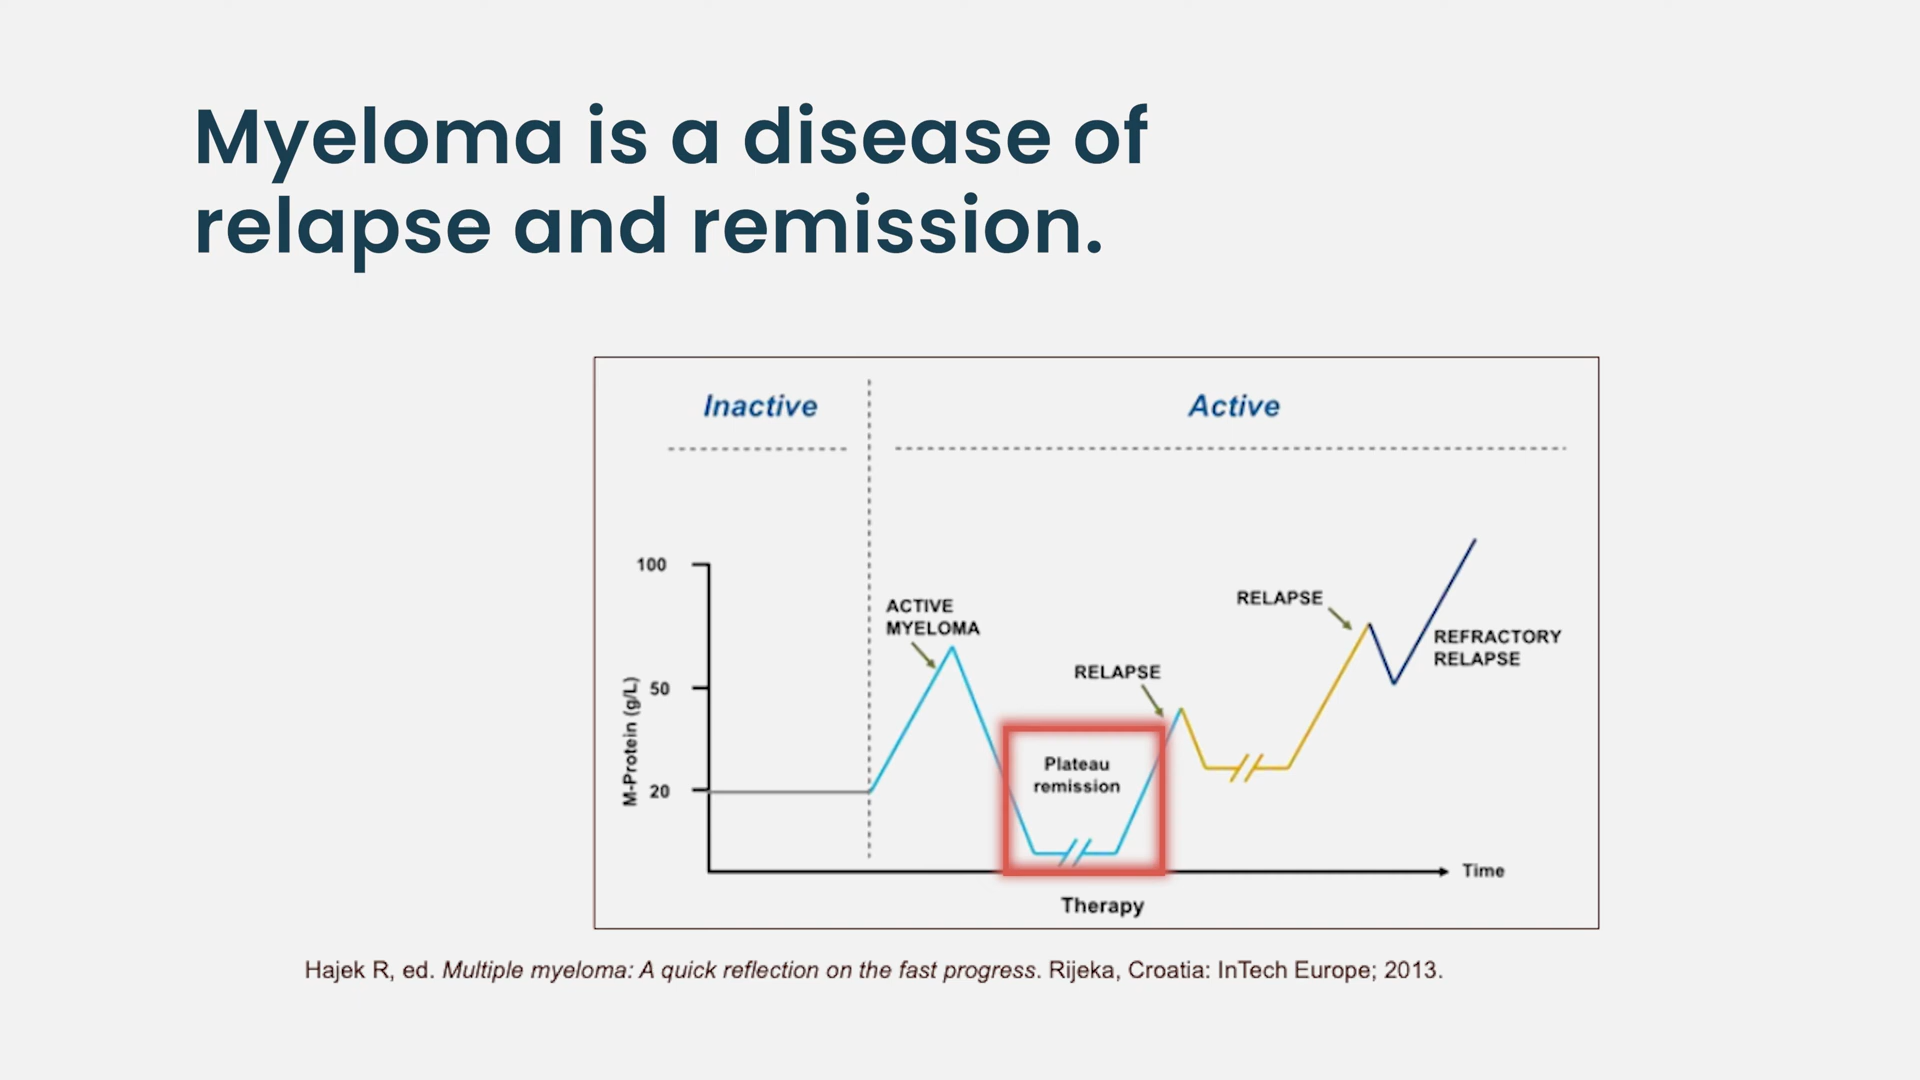 Myeloma is a disease of
relapse and remission.
Inactive
Active
100
50
20
M-Protein (g/L)
ACTIVE
MYELOMA
RELAPSE
Plateau
remission
RELAPSE
REFRACTORY
RELAPSE
Time
Therapy
Hajek R, ed. Multiple myeloma: A quick reflection on the fast progress. Rijeka, Croatia: InTech Europe; 2013.